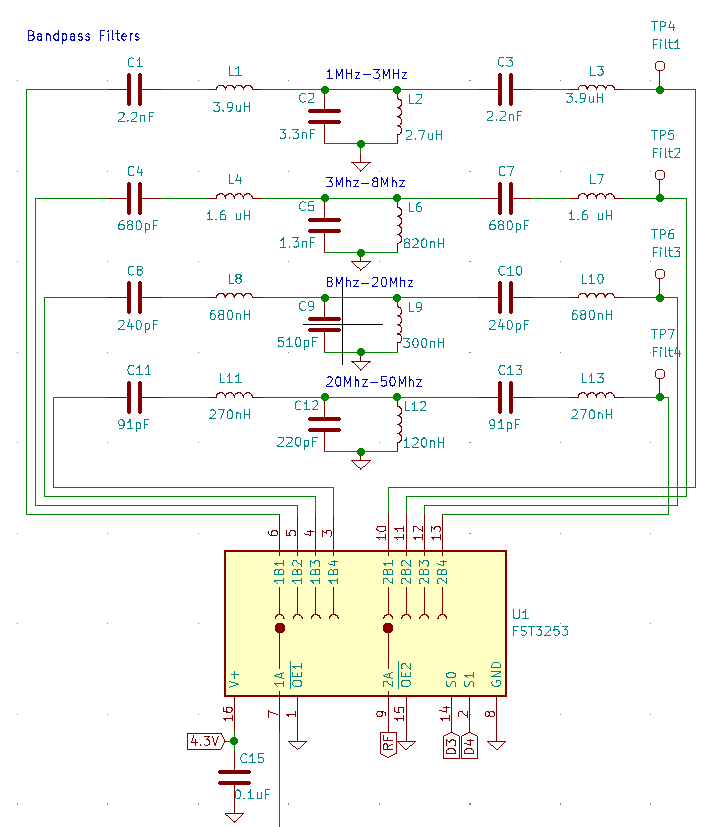 Bandpass Filters
TP4
Filt1
C1
L1
1MHz-3MHz
C3
L3
2.2nF
3.9uH
C2
3.3nF
L2
2.7uH
2.2nF
3.9uH
TP5
Filt2
C4
L4
3Mhz-8Mhz
C7
L7
680pF
1.6 uH
C5
1.3nF
L6
820nH
680pF
1.6 uH
TP6
Filt3
C8
L8
8Mhz-20Mhz
C10
L10
240pF
680nH
C9
510pF
L9
300nH
240pF
680nH
TP7
Filt4
C11
L11
20Mhz-50Mhz
C13
L13
91pF
270nH
C12
220pF
L12
120nH
91pF
270nH
6
5
4
3
10
11
12
13
1B1
1B2
1B3
1B4
2B1
2B2
2B3
2B4
U1
FST3253
V+
1A
OE1
2A
OE2
S0
S1
GND
16
7
1
9
15
14
2
8
4.3V
RF
D3
D4
C15
0.1uF